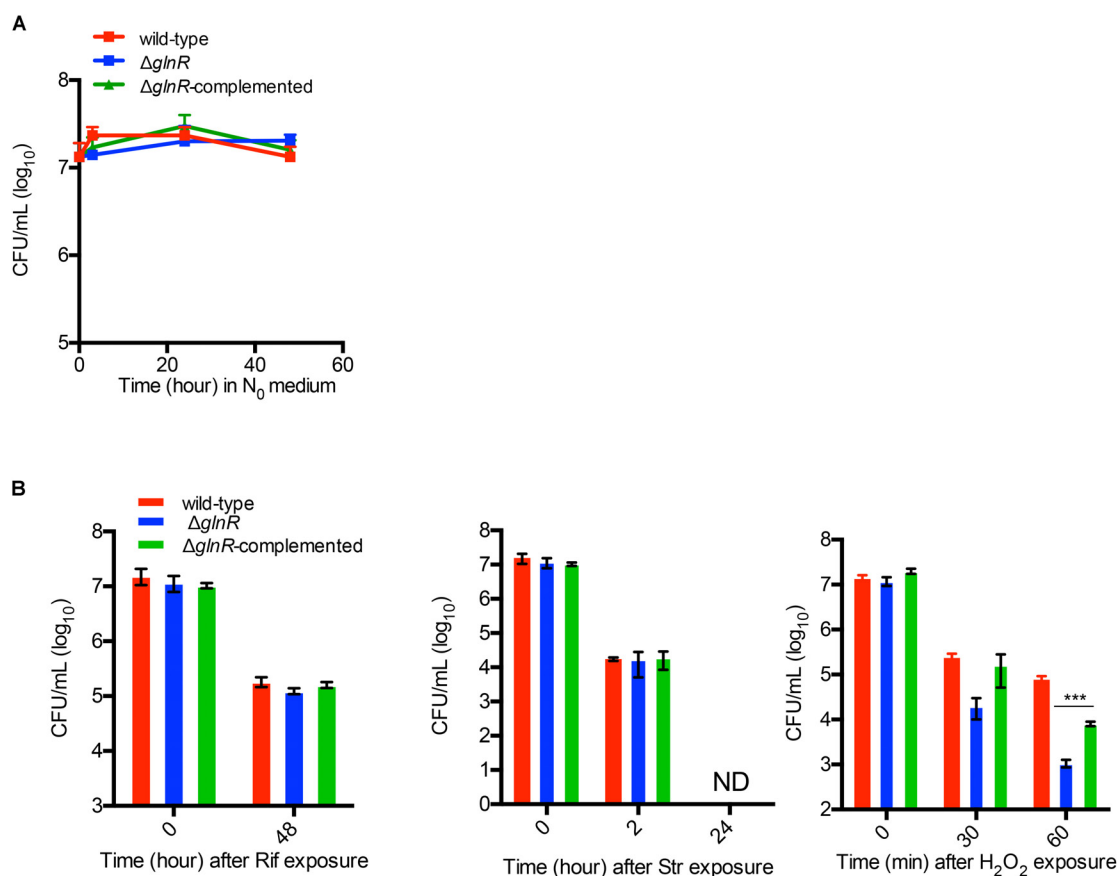 A
wild-type
ΔglnR
ΔglnR-complemented
8
7
6
5
CFU/mL (log10)
0 20 40 60
Time (hour) in N0 medium
B
wild-type
ΔglnR
ΔglnR-complemented
8
7
6
5
4
3
CFU/mL (log10)
0 48
Time (hour) after Rif exposure
8
7
6
5
4
3
2
1
0
CFU/mL (log10)
ND
0 2 24
Time (hour) after Str exposure
8
7
6
5
4
3
2
CFU/mL (log10)
***
0 30 60
Time (min) after H2O2 exposure